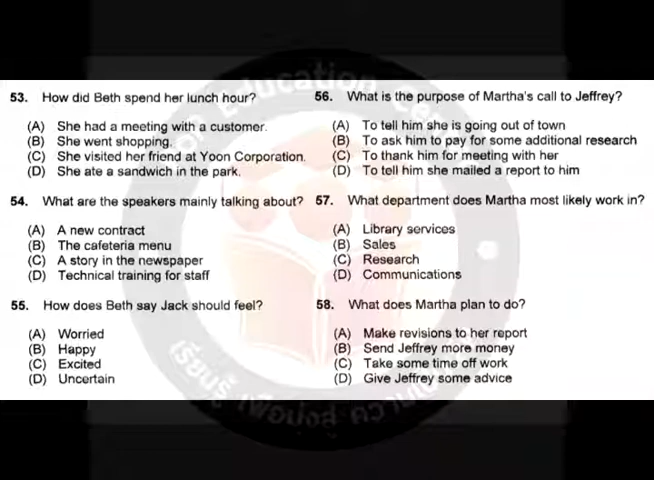 53. How did Beth spend her lunch hour?
(A) She had a meeting with a customer.
(B) She went shopping.
(C) She visited her friend at Yoon Corporation.
(D) She ate a sandwich in the park.
54. What are the speakers mainly talking about?
(A) A new contract
(B) The cafeteria menu
(C) A story in the newspaper
(D) Technical training for staff
55. How does Beth say Jack should feel?
(A) Worried
(B) Happy
(C) Excited
(D) Uncertain
56. What is the purpose of Martha's call to Jeffrey?
(A) To tell him she is going out of town
(B) To ask him to pay for some additional research
(C) To thank him for meeting with her
(D) To tell him she mailed a report to him
57. What department does Martha most likely work in?
(A) Library services
(B) Sales
(C) Research
(D) Communications
58. What does Martha plan to do?
(A) Make revisions to her report
(B) Send Jeffrey more money
(C) Take some time off work
(D) Give Jeffrey some advice
Education